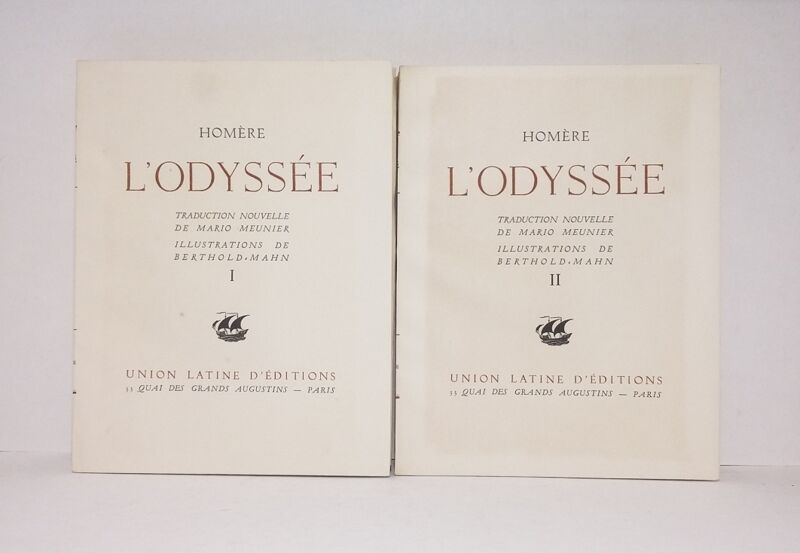 HOMÈRE
L'ODYSSÉE
TRADUCTION NOUVELLE
DE MARIO MEUNIER
ILLUSTRATIONS DE
BERTHOLD-MAHN
I
UNION LATINE D'ÉDITIONS
33 QUAI DES GRANDS AUGUSTINS — PARIS
HOMÈRE
L'ODYSSÉE
TRADUCTION NOUVELLE
DE MARIO MEUNIER
ILLUSTRATIONS DE
BERTHOLD-MAHN
II
UNION LATINE D'ÉDITIONS
33 QUAI DES GRANDS AUGUSTINS — PARIS